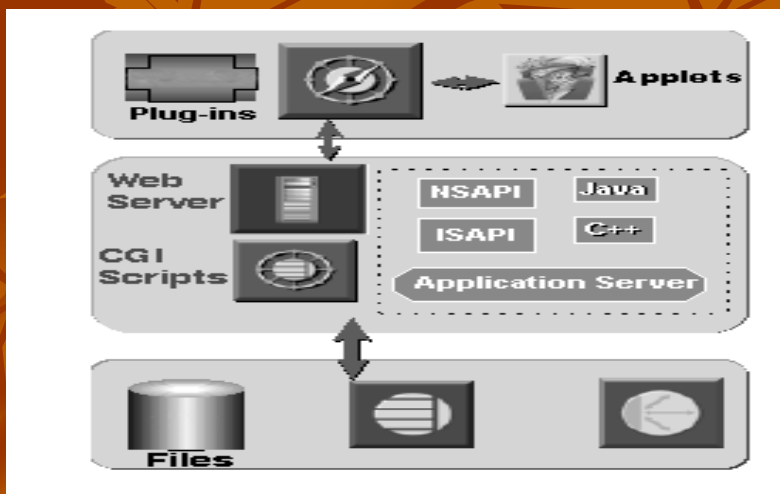 Plug-ins
Applets
Web
Server
CGI
Scripts
NSAPI
Java
ISAPI
C++
Application Server
Files